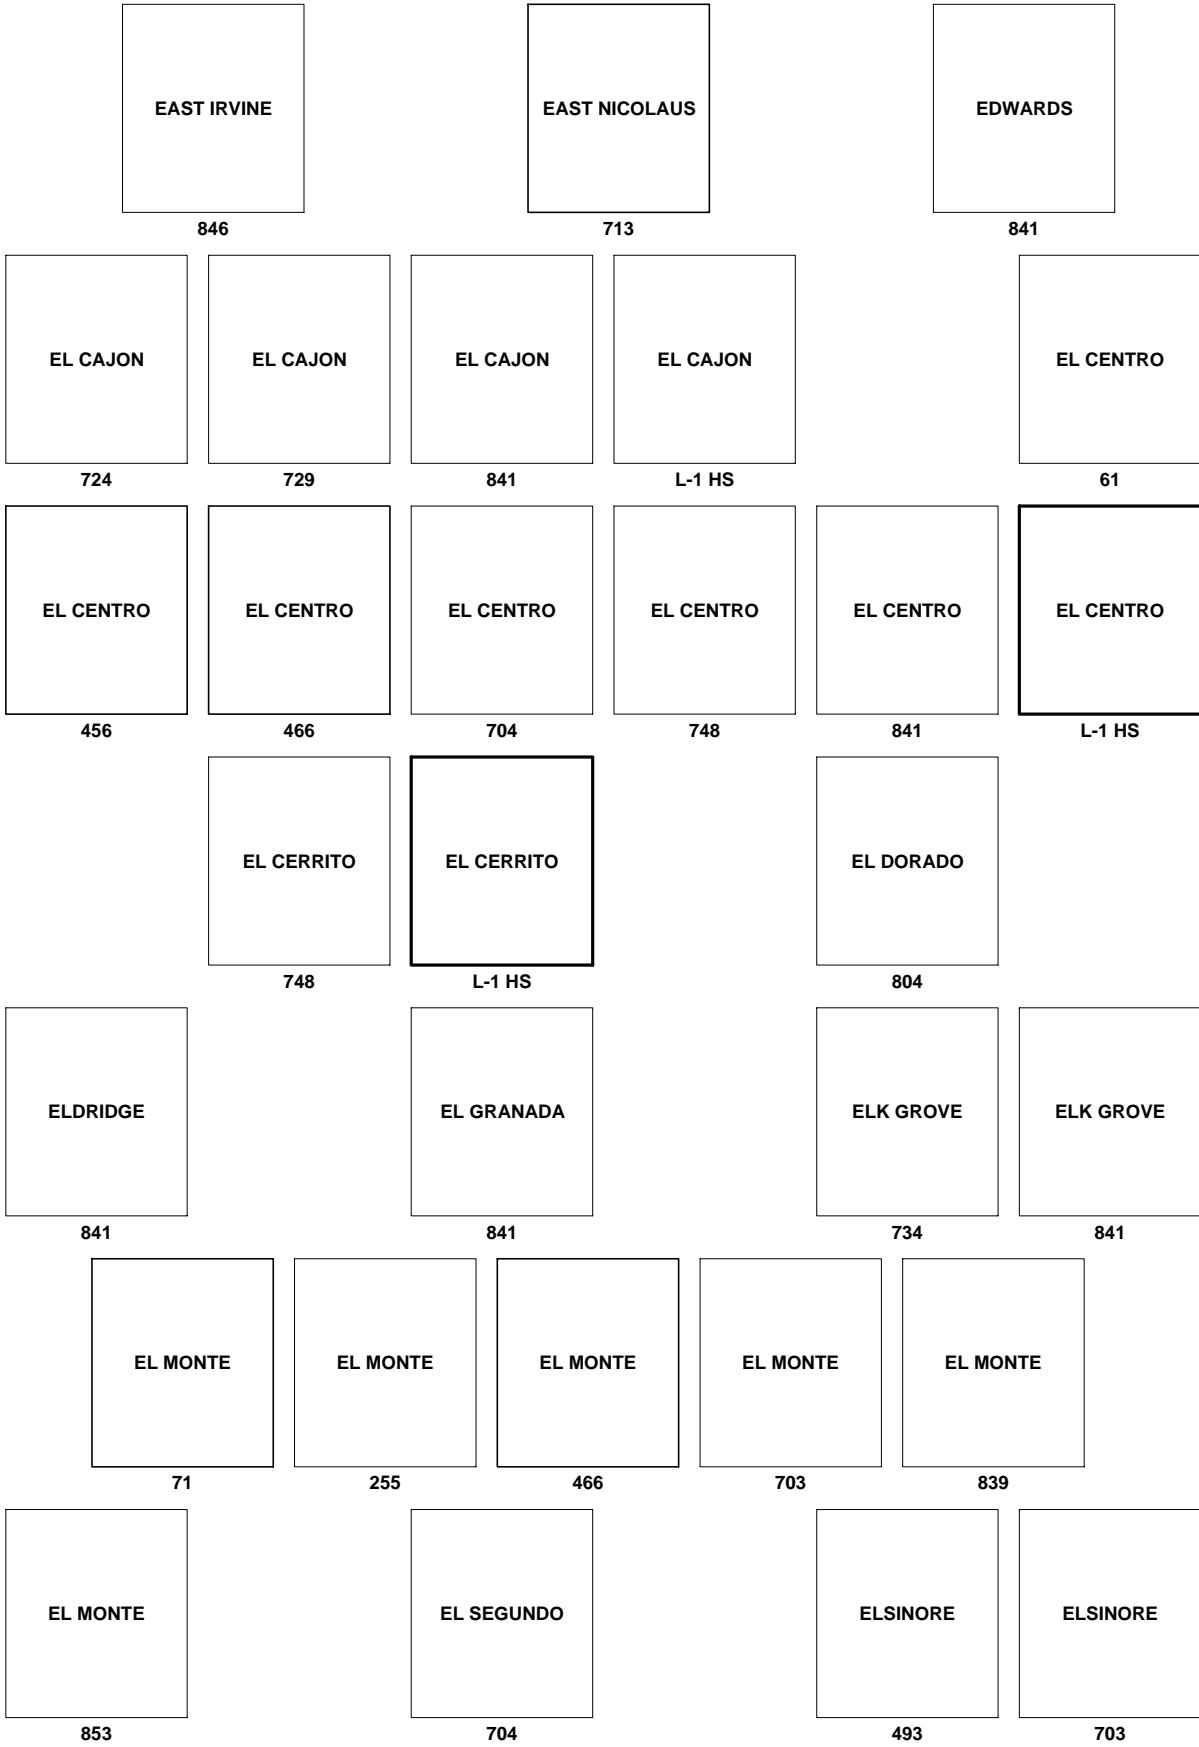 EAST IRVINE
EAST NICOLAUS
EDWARDS
846
713
841
EL CAJON
EL CAJON
EL CAJON
EL CAJON
EL CENTRO
724
729
841
L-1 HS
61
EL CENTRO
EL CENTRO
EL CENTRO
EL CENTRO
EL CENTRO
EL CENTRO
456
466
704
748
841
L-1 HS
EL CERRITO
EL CERRITO
EL DORADO
748
L-1 HS
804
ELDRIDGE
EL GRANADA
ELK GROVE
ELK GROVE
841
841
734
841
EL MONTE
EL MONTE
EL MONTE
EL MONTE
EL MONTE
71
255
466
703
839
EL MONTE
EL SEGUNDO
ELSINORE
ELSINORE
853
704
493
703